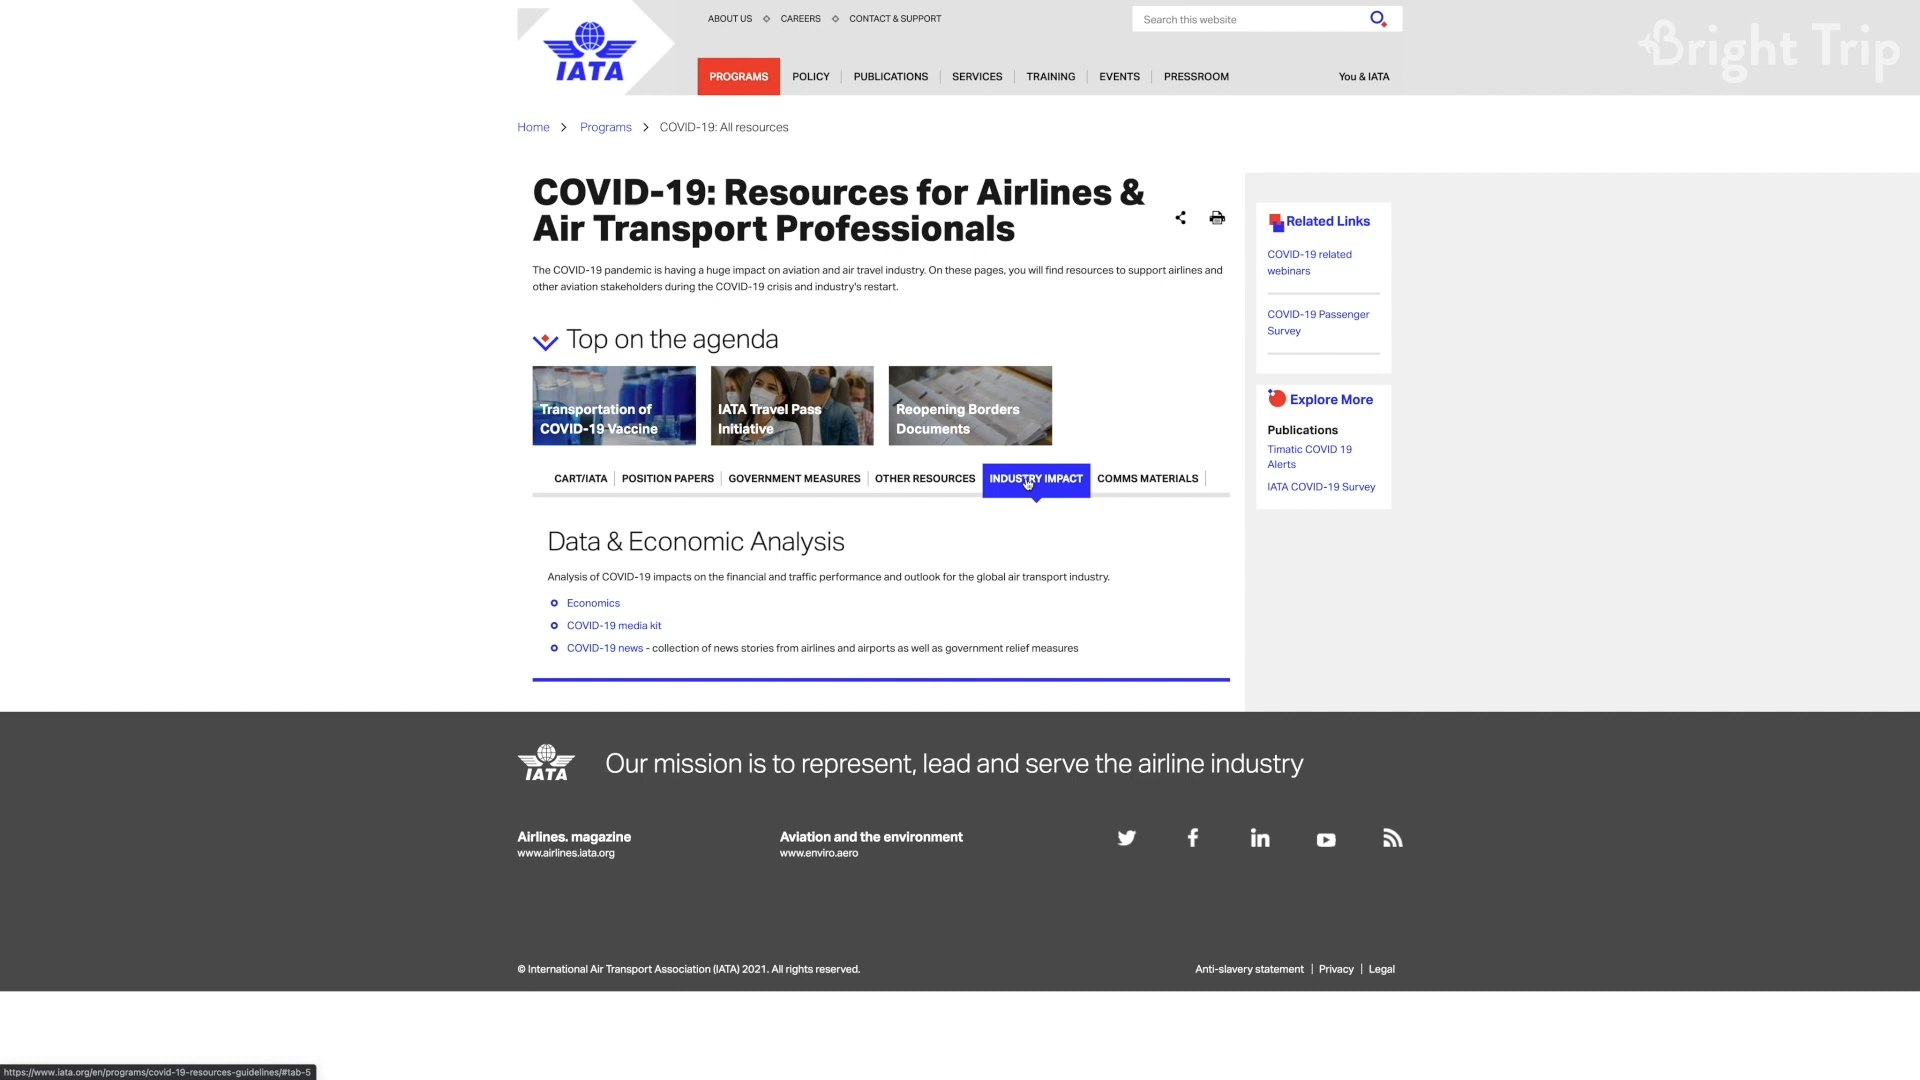 ABOUT US
CAREERS
CONTACT & SUPPORT
Search this website
Bright Trip
IATA
PROGRAMS
POLICY
PUBLICATIONS
SERVICES
TRAINING
EVENTS
PRESSROOM
You & IATA
Home
Programs
COVID-19: All resources
COVID-19: Resources for Airlines &
Air Transport Professionals
The COVID-19 pandemic is having a huge impact on aviation and air travel industry. On these pages, you will find resources to support airlines and
other aviation stakeholders during the COVID-19 crisis and industry's restart.
Top on the agenda
Transportation of
COVID-19 Vaccine
IATA Travel Pass
Initiative
Reopening Borders
Documents
CART/IATA
POSITION PAPERS
GOVERNMENT MEASURES
OTHER RESOURCES
INDUSTRY IMPACT
COMMS MATERIALS
Data & Economic Analysis
Analysis of COVID-19 impacts on the financial and traffic performance and outlook for the global air transport industry.
Economics
COVID-19 media kit
COVID-19 news - collection of news stories from airlines and airports as well as government relief measures
Related Links
COVID-19 related
webinars
COVID-19 Passenger
Survey
Explore More
Publications
Timatic COVID 19
Alerts
IATA COVID-19 Survey
IATA
Our mission is to represent, lead and serve the airline industry
Airlines. magazine
www.airlines.iata.org
Aviation and the environment
www.enviro.aero
© International Air Transport Association (IATA) 2021. All rights reserved.
Anti-slavery statement | Privacy | Legal
https://www.iata.org/en/programs/covid-19-resources-guidelines/#tab-5